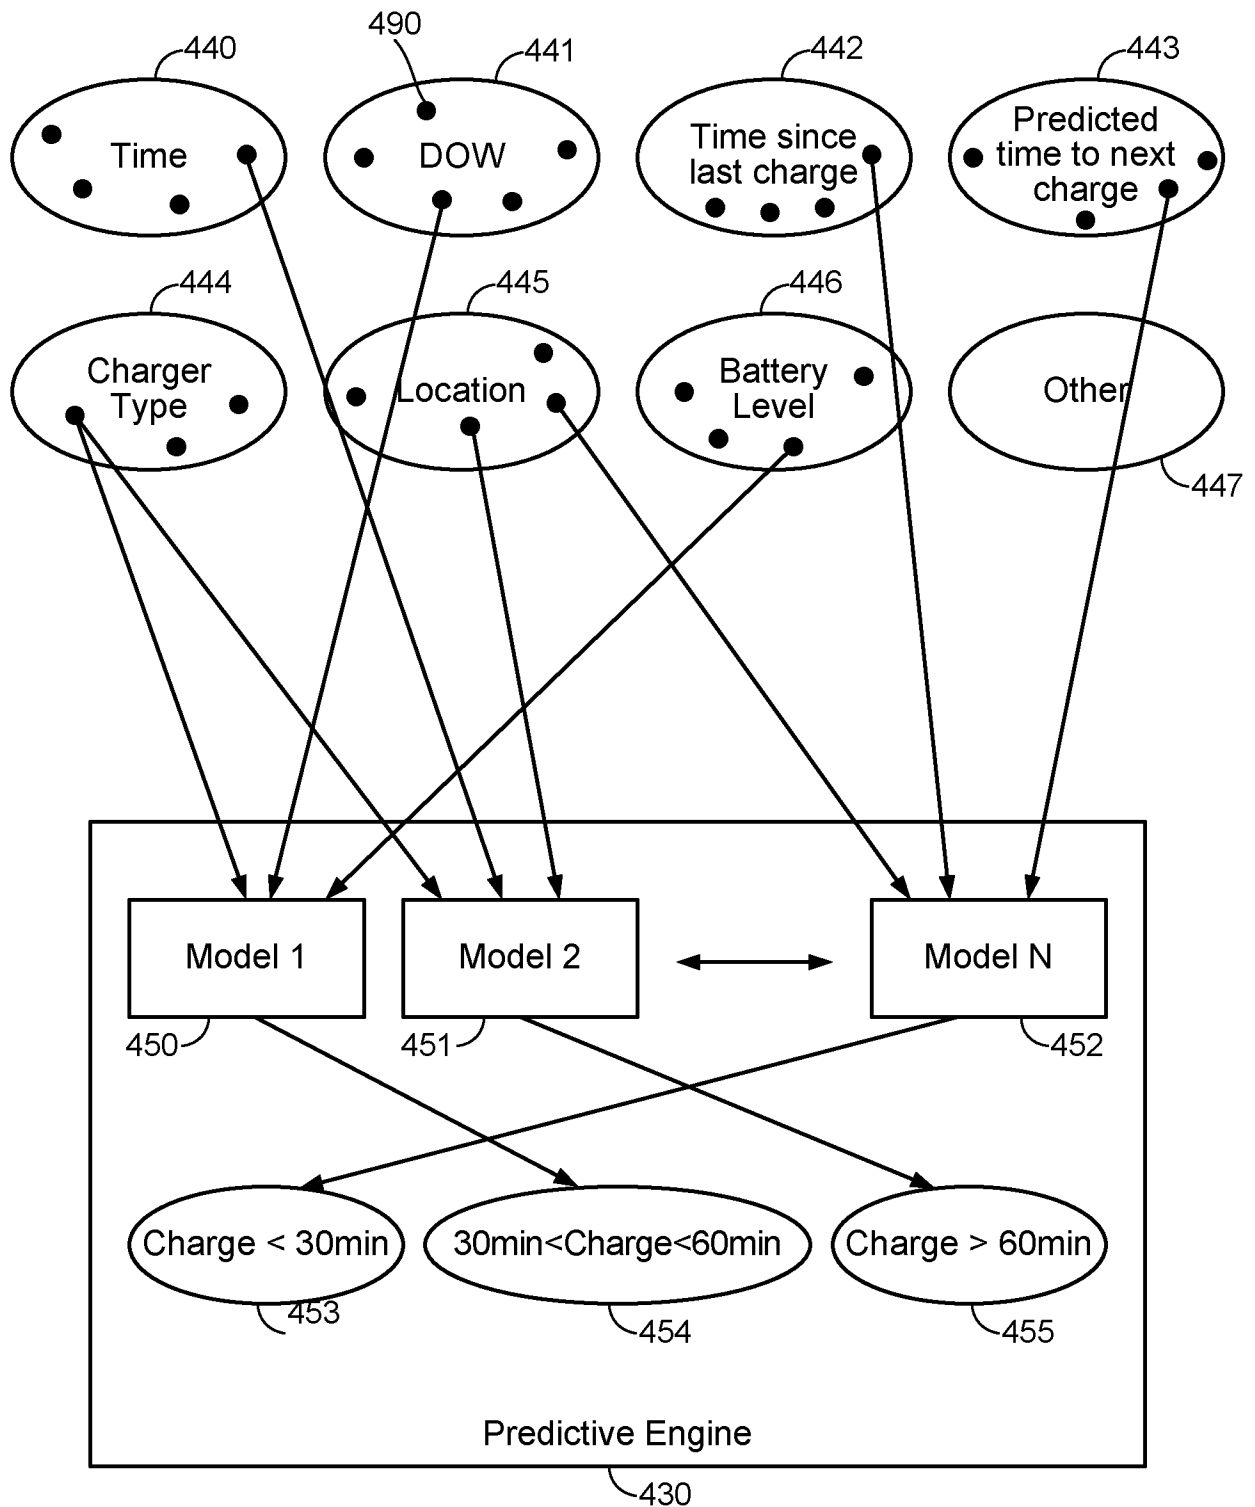 490
440
441
442
443
Time
DOW
Time since
last charge
Predicted
time to next
charge
444
445
446
Charger
Type
Location
Battery
Level
Other
447
Model 1
Model 2
Model N
450
451
452
Charge < 30min
30min<Charge<60min
Charge > 60min
453
454
455
Predictive Engine
430